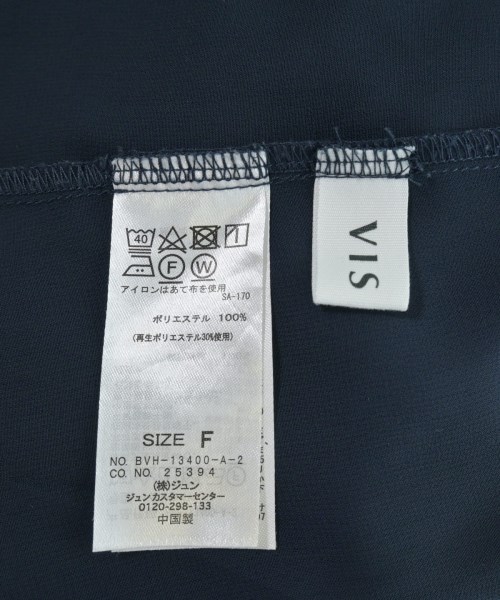 40
F W
アイロンはあて布を使用
SA-170
ポリエステル 100%
(再生ポリエステル30%使用)
SIZE F
NO. BVH-13400-A-2
CO. NO. 25394
(株)ジュン
ジュンカスタマーセンター
0120-298-133
中国製
VIS